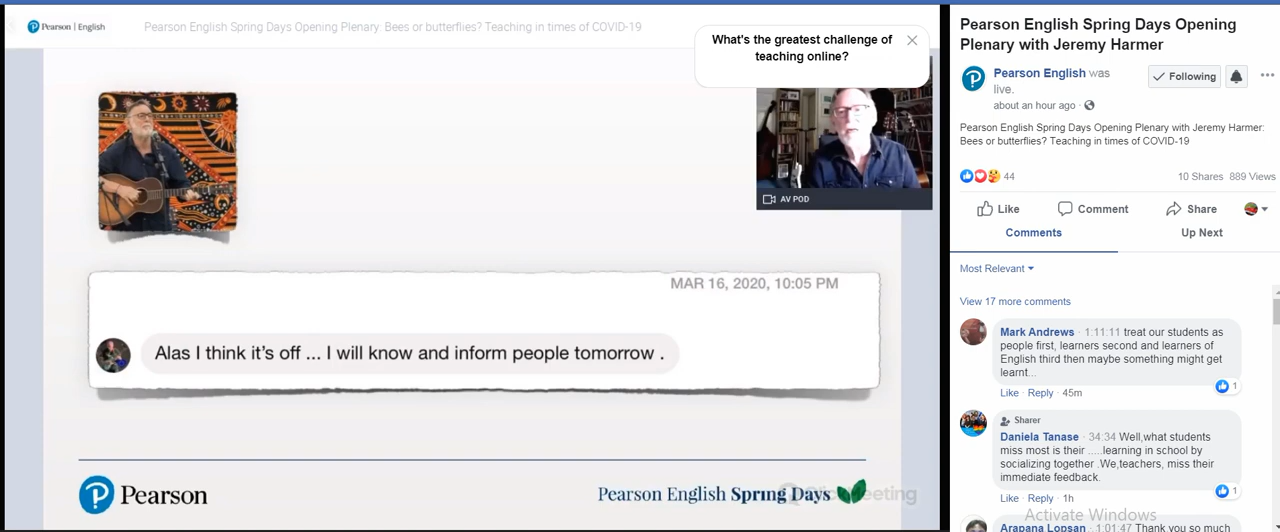 Pearson | English
Pearson English Spring Days Opening Plenary. Bees or butterflies? Teaching in times of COVID-19
What's the greatest challenge of
teaching online?
AV POD
MAR 16, 2020, 10:05 PM
Alas I think it's off ... I will know and inform people tomorrow .
Pearson
Pearson English Spring Days
ClickMeeting
Pearson English Spring Days Opening
Plenary with Jeremy Harmer
Pearson English was
live.
Following
about an hour ago ·
Pearson English Spring Days Opening Plenary with Jeremy Harmer:
Bees or butterflies? Teaching in times of COVID-19
44
10 Shares 889 Views
Like Comment Share
Comments Up Next
Most Relevant
View 17 more comments
Mark Andrews · 1:11:11 treat our students as
people first, learners second and learners of
English third then maybe something might get
learnt...
1
Like · Reply · 45m
Sharer
Daniela Tanase · 34:34 Well,what students
miss most is their .....learning in school by
socializing together .We,teachers, miss their
immediate feedback.
1
Like · Reply · 1h
Activate Windows
Arapana Lopsan · 1:01:47 Thank you so much